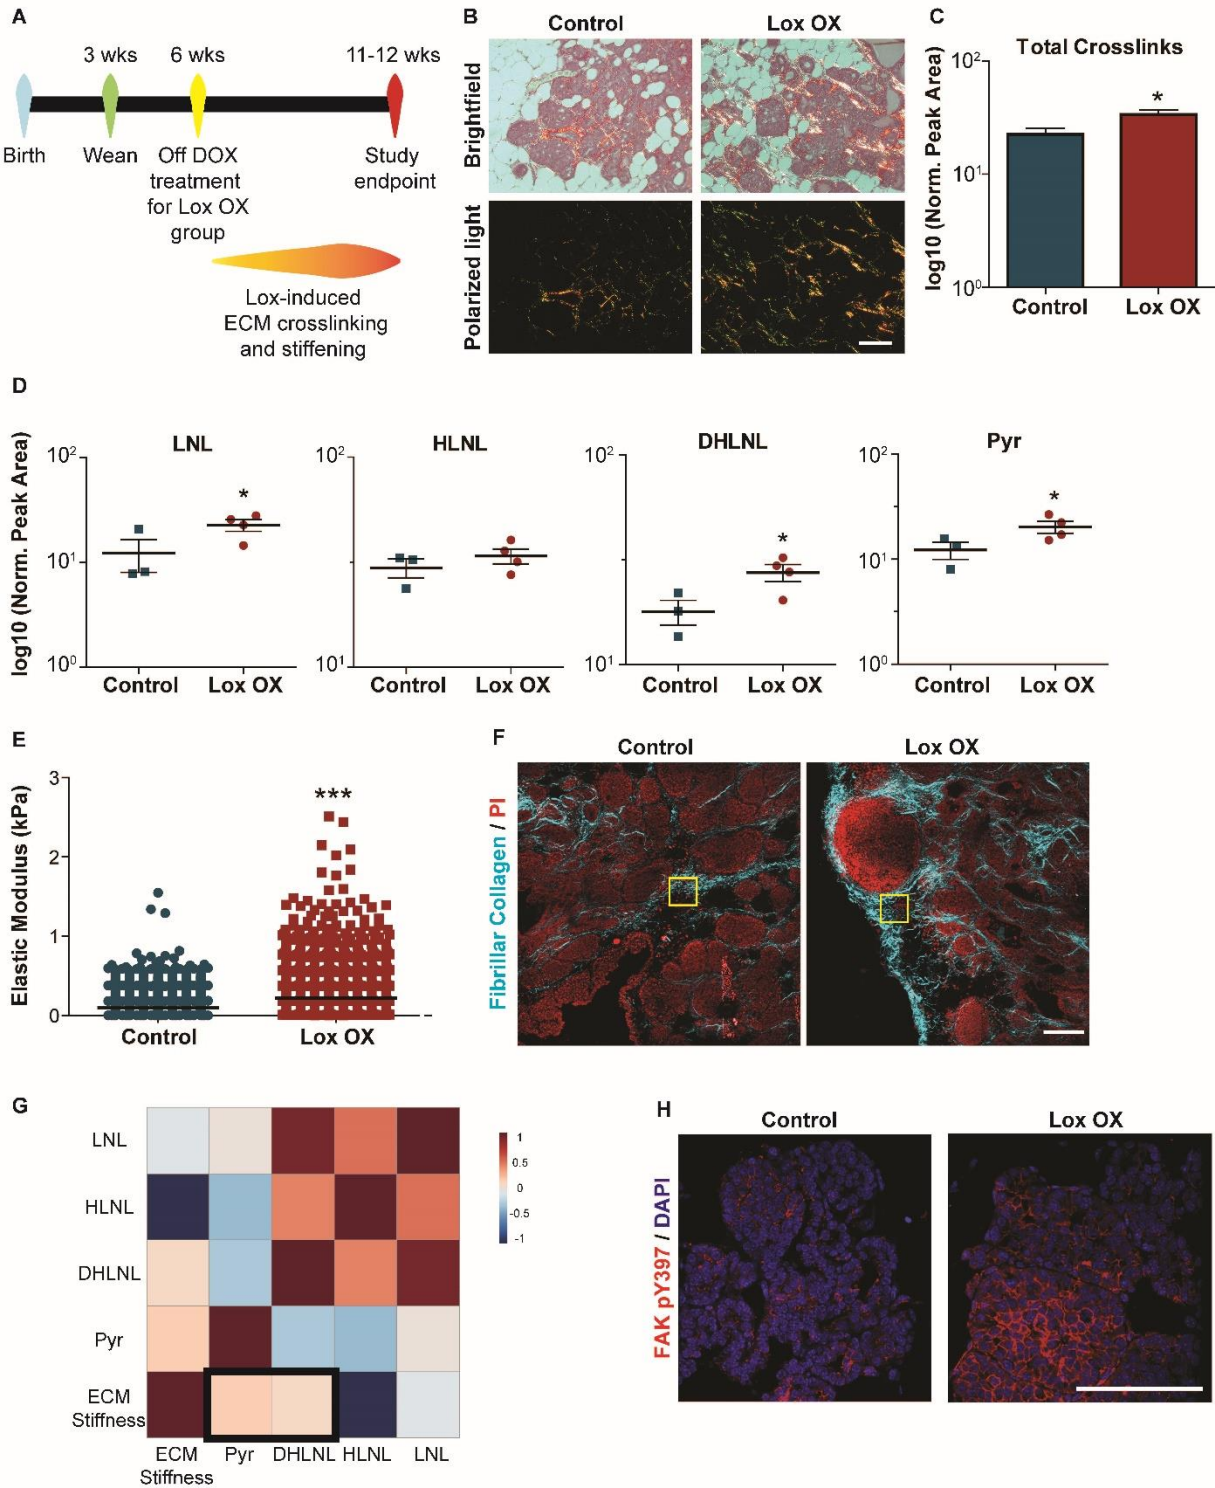 A
3 wks 6 wks 11-12 wks
Birth Wean Off DOX treatment for Lox OX group Study endpoint
Lox-induced
ECM crosslinking
and stiffening
B
Control Lox OX
Brightfield
Polarized light
C
Total Crosslinks
log10 (Norm. Peak Area)
10²
*
10¹
10⁰
Control Lox OX
D
log10 (Norm. Peak Area)
LNL
10²
*
10¹
10⁰
Control Lox OX
HLNL
10²
10¹
Control Lox OX
DHLNL
10²
*
10¹
Control Lox OX
Pyr
10²
*
10¹
10⁰
Control Lox OX
E
Elastic Modulus (kPa)
3
***
2
1
0
Control Lox OX
F
Control Lox OX
Fibrillar Collagen / PI
G
LNL
HLNL
DHLNL
Pyr
ECM
Stiffness
ECM Stiffness Pyr DHLNL HLNL LNL
1
0.5
0
-0.5
-1
H
Control Lox OX
FAK pY397 / DAPI